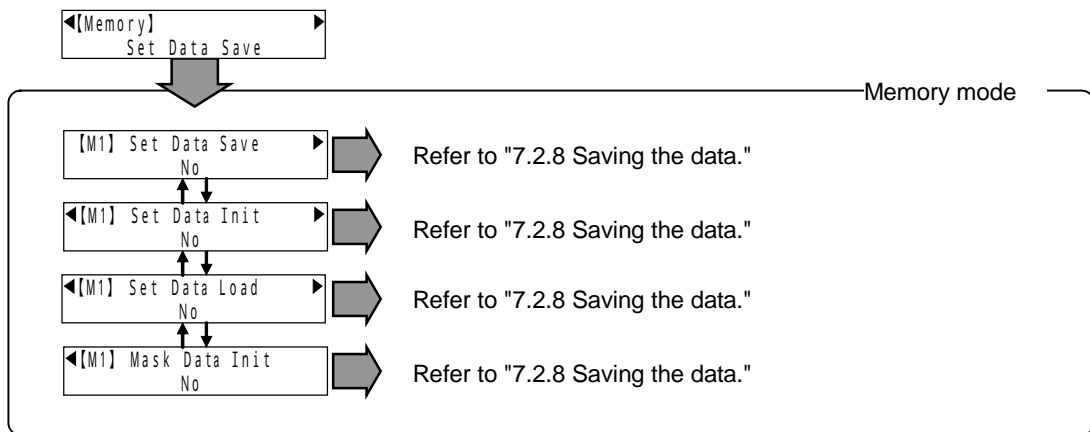 ◀【Memory】 ▶
Set Data Save
Memory mode
【M1】 Set Data Save ▶
No
Refer to "7.2.8 Saving the data."
◀【M1】 Set Data Init ▶
No
Refer to "7.2.8 Saving the data."
◀【M1】 Set Data Load ▶
No
Refer to "7.2.8 Saving the data."
◀【M1】 Mask Data Init
No
Refer to "7.2.8 Saving the data."